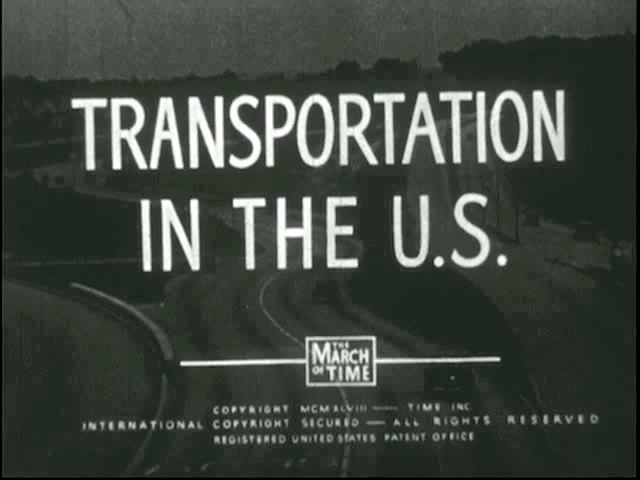 TRANSPORTATION
IN THE U.S.
THE
MARCH
OF TIME
COPYRIGHT MCMXLVIII — TIME INC
INTERNATIONAL COPYRIGHT SECURED — ALL RIGHTS RESERVED
REGISTERED UNITED STATES PATENT OFFICE